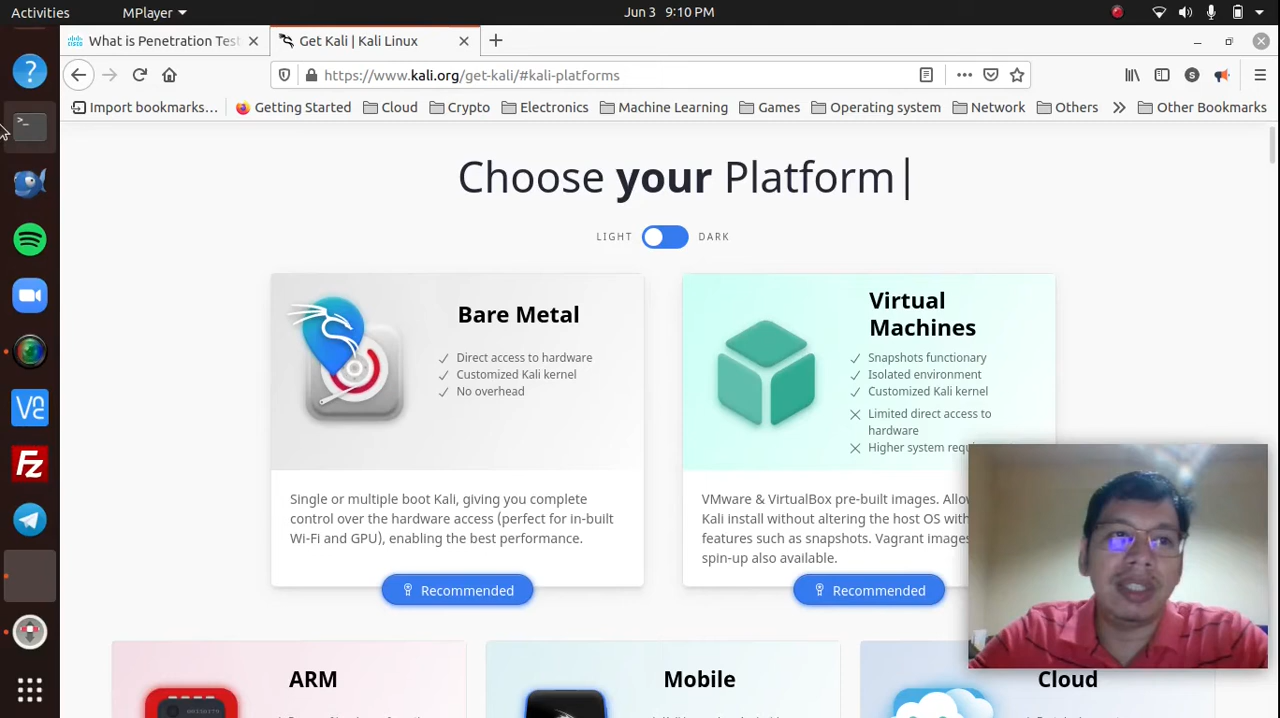 Activities
MPlayer
Jun 3 9:10 PM
What is Penetration Test
Get Kali | Kali Linux
https://www.kali.org/get-kali/#kali-platforms
Import bookmarks...
Getting Started
Cloud
Crypto
Electronics
Machine Learning
Games
Operating system
Network
Others
Other Bookmarks
Choose your Platform
LIGHT
DARK
Bare Metal
Direct access to hardware
Customized Kali kernel
No overhead
Single or multiple boot Kali, giving you complete
control over the hardware access (perfect for in-built
Wi-Fi and GPU), enabling the best performance.
Recommended
Virtual
Machines
Snapshots functionary
Isolated environment
Customized Kali kernel
Limited direct access to
hardware
Higher system requ
VMware & VirtualBox pre-built images. Allow
Kali install without altering the host OS with
features such as snapshots. Vagrant images
spin-up also available.
Recommended
ARM
Mobile
Cloud